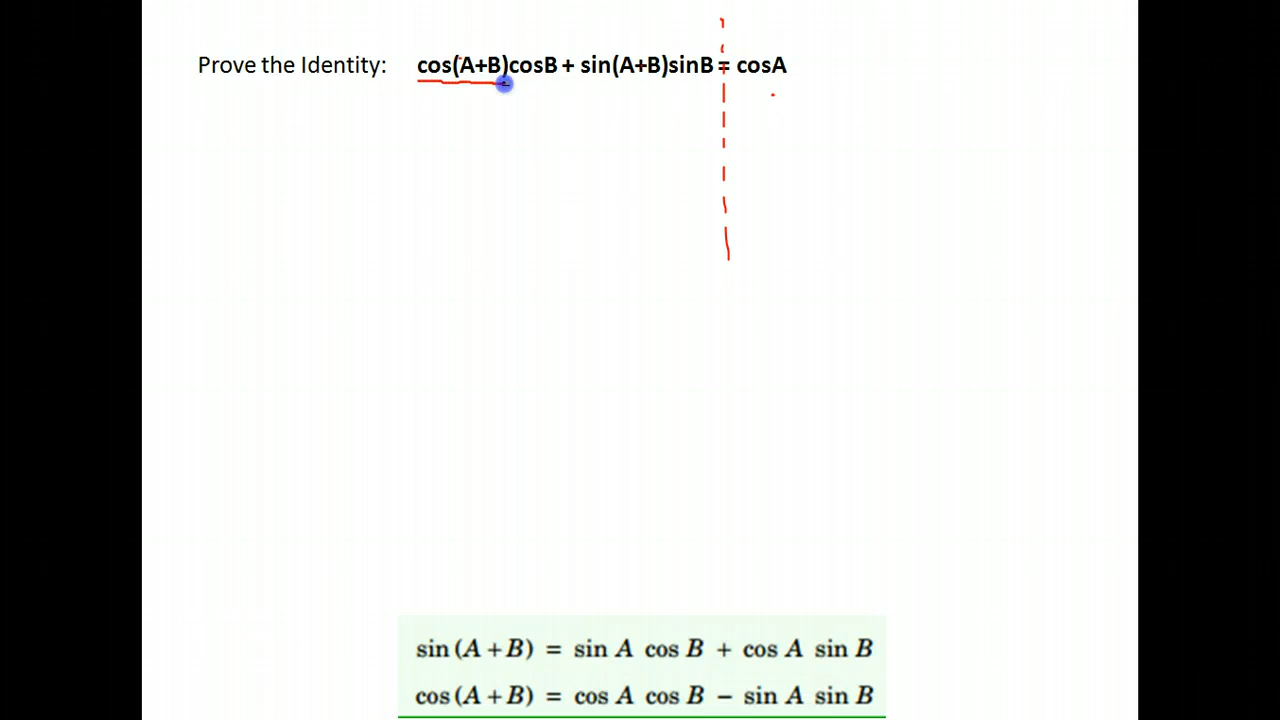 Prove the Identity: cos(A+B)cosB + sin(A+B)sinB = cosA
sin (A + B) = sin A cos B + cos A sin B
cos (A + B) = cos A cos B − sin A sin B